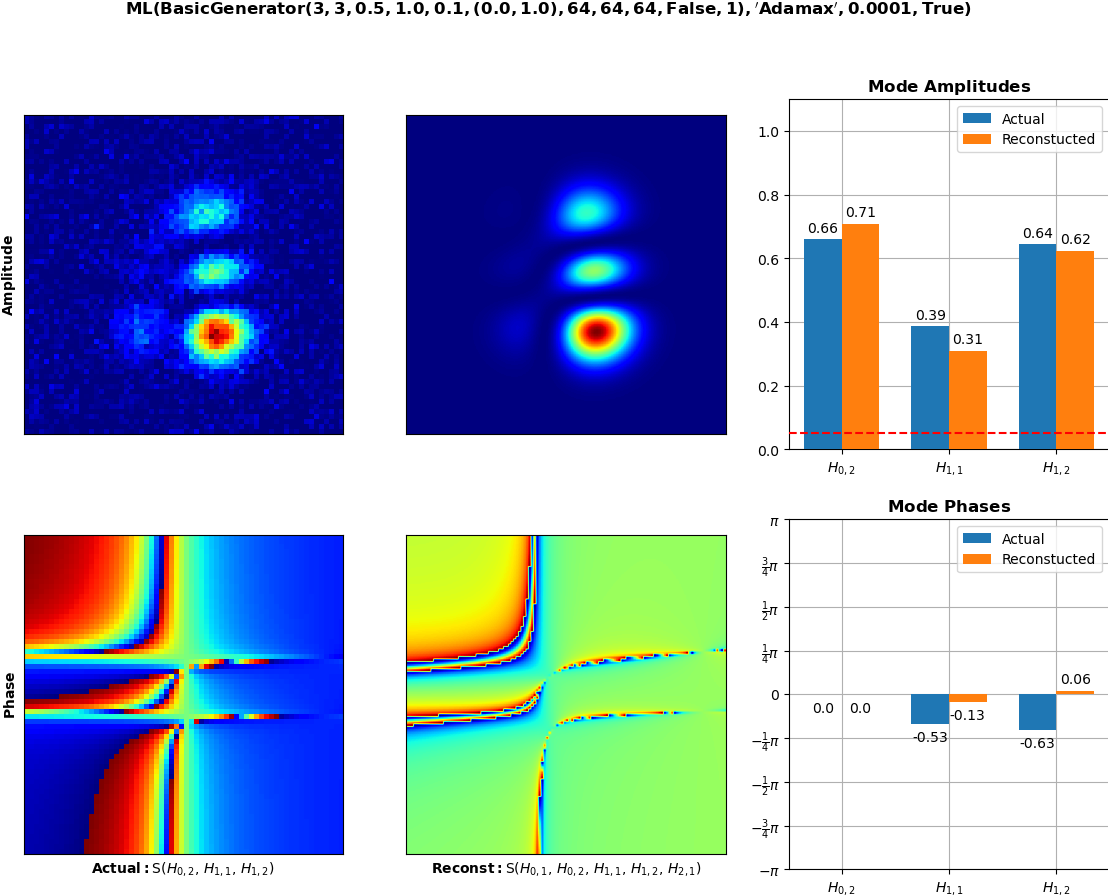 ML(BasicGenerator(3, 3, 0.5, 1.0, 0.1, (0.0, 1.0), 64, 64, 64, False, 1), ′Adamax′, 0.0001, True)
Amplitude
Mode Amplitudes
Actual
Reconstucted
1.0
0.8
0.6
0.4
0.2
0.0
0.66
0.71
0.39
0.31
0.64
0.62
H0, 2
H1, 1
H1, 2
Phase
Actual: S(H0, 2, H1, 1, H1, 2)
Reconst: S(H0, 1, H0, 2, H1, 1, H1, 2, H2, 1)
Mode Phases
Actual
Reconstucted
π
3/4π
1/2π
1/4π
0
−1/4π
−1/2π
−3/4π
−π
0.0
0.0
-0.53
-0.13
-0.63
0.06
H0, 2
H1, 1
H1, 2